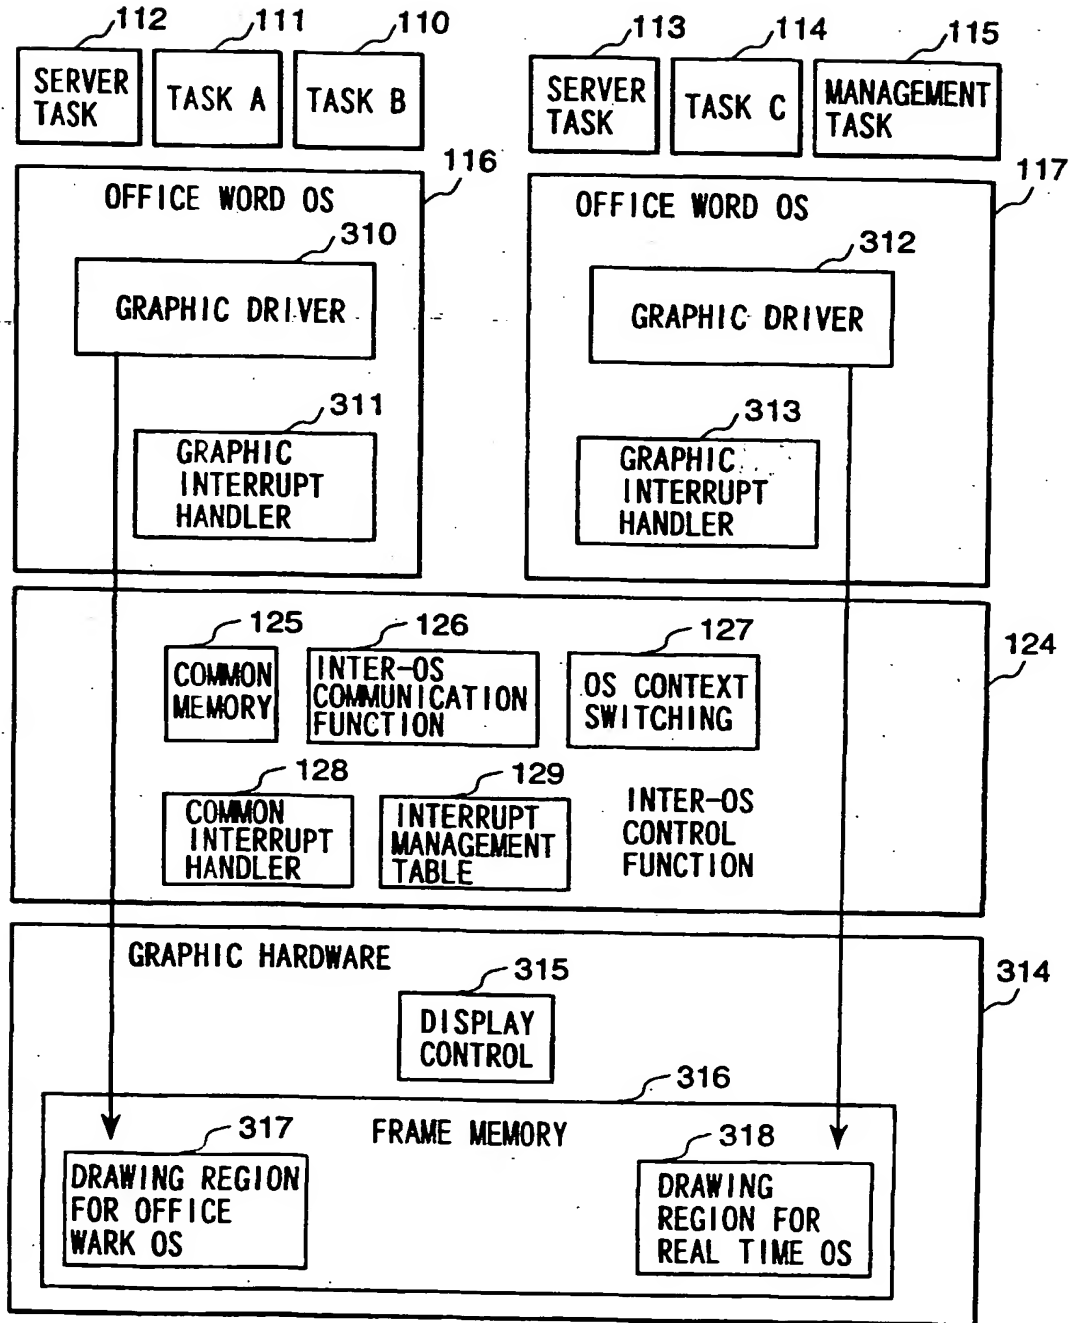 112
111
110
113
114
115
SERVER
TASK
TASK A
TASK B
SERVER
TASK
TASK C
MANAGEMENT
TASK
116
117
OFFICE WORD OS
OFFICE WORD OS
310
312
GRAPHIC DRIVER
GRAPHIC DRIVER
311
313
GRAPHIC
INTERRUPT
HANDLER
GRAPHIC
INTERRUPT
HANDLER
125
126
127
124
COMMON
MEMORY
INTER-OS
COMMUNICATION
FUNCTION
OS CONTEXT
SWITCHING
128
129
COMMON
INTERRUPT
HANDLER
INTERRUPT
MANAGEMENT
TABLE
INTER-OS
CONTROL
FUNCTION
GRAPHIC HARDWARE
315
314
DISPLAY
CONTROL
316
317
FRAME MEMORY
318
DRAWING REGION
FOR OFFICE
WARK OS
DRAWING
REGION FOR
REAL TIME OS